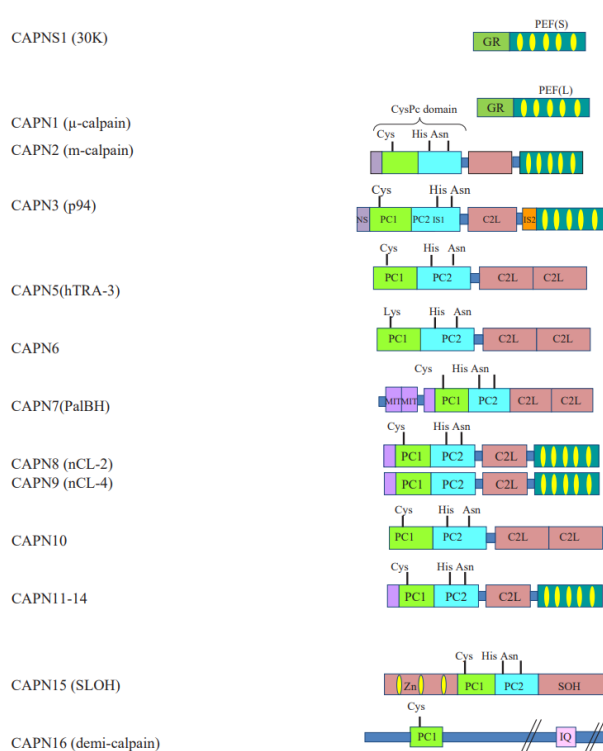 PEF(S)
CAPNS1 (30K)
GR
PEF(L)
GR
CysPc domain
CAPN1 (μ-calpain)
Cys His Asn
CAPN2 (m-calpain)
Cys His Asn
CAPN3 (p94)
NS PC1 PC2 IS1 C2L IS2
Cys His Asn
PC1 PC2 C2L C2L
CAPN5(hTRA-3)
Lys His Asn
PC1 PC2 C2L C2L
CAPN6
Cys His Asn
MIT MIT PC1 PC2 C2L C2L
CAPN7(PalBH)
Cys His Asn
PC1 PC2 C2L
CAPN8 (nCL-2)
CAPN9 (nCL-4)
PC1 PC2 C2L
Cys His Asn
PC1 PC2 C2L C2L
CAPN10
Cys His Asn
CAPN11-14
PC1 PC2 C2L
Cys His Asn
CAPN15 (SLOH)
Zn PC1 PC2 SOH
Cys
PC1 IQ
CAPN16 (demi-calpain)